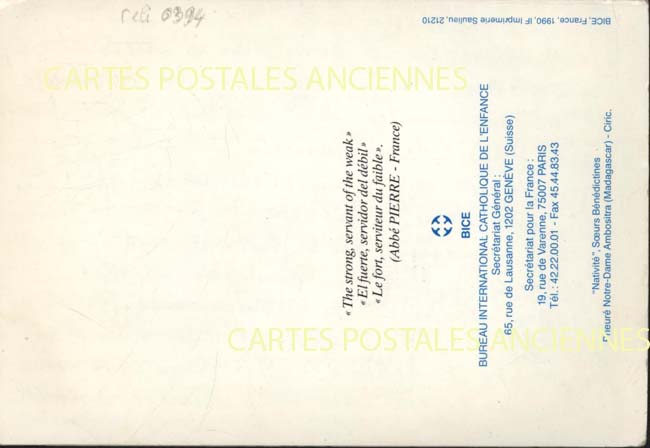 reli 0394
CARTES POSTALES ANCIENNES
« The strong, servant of the weak »
« El fuerte, servidor del débil »
« Le fort, serviteur du faible ».
(Abbé PIERRE - France)
BICE
BUREAU INTERNATIONAL CATHOLIQUE DE L'ENFANCE
Secrétariat Général :
65, rue de Lausanne, 1202 GENÈVE (Suisse)
Secrétariat pour la France :
19, rue de Varenne, 75007 PARIS
Tél. : 42.22.00.01 - Fax 45.44.83.43
"Nativité", Sœurs Bénédictines
Prieuré Notre-Dame Ambositra (Madagascar) - Ciric.
BICE, France, 1990, IF Imprimerie Saulieu, 21210
CARTES POSTALES ANCIENNES